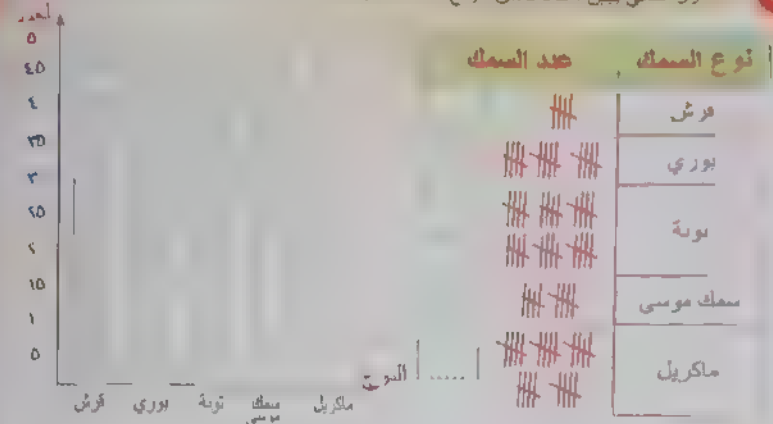 نوع السمك عدد السمك
قرش
بوري
تونة
سمك موسى
ماكريل
العدد
٥
٤٥
٤
٣٥
٣
٢٥
٢
١٥
١
٥
قرش بوري تونة سمك موسى ماكريل
النوع